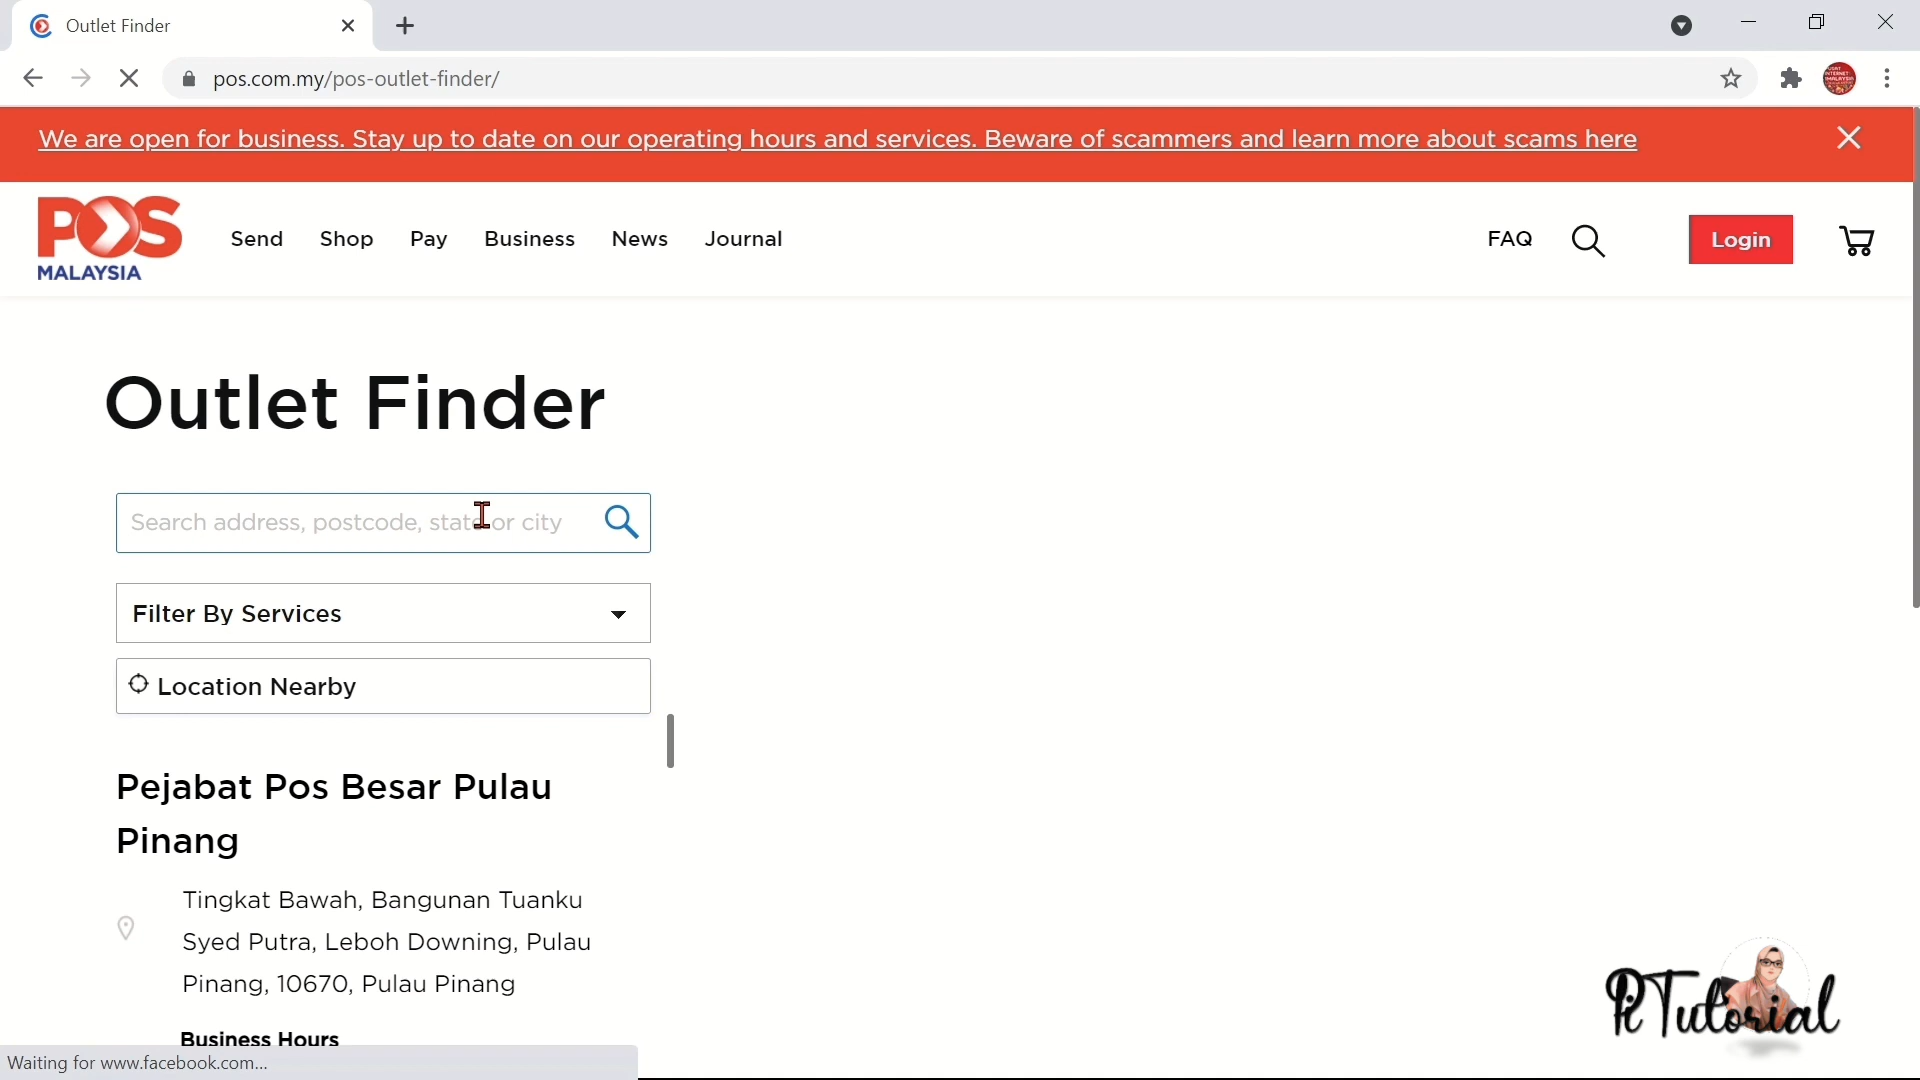 Outlet Finder
pos.com.my/pos-outlet-finder/
We are open for business. Stay up to date on our operating hours and services. Beware of scammers and learn more about scams here
POS
MALAYSIA
Send
Shop
Pay
Business
News
Journal
FAQ
Login
Outlet Finder
Search address, postcode, state or city
Filter By Services
Location Nearby
Pejabat Pos Besar Pulau
Pinang
Tingkat Bawah, Bangunan Tuanku
Syed Putra, Leboh Downing, Pulau
Pinang, 10670, Pulau Pinang
Business Hours
Waiting for www.facebook.com...
PcTutorial